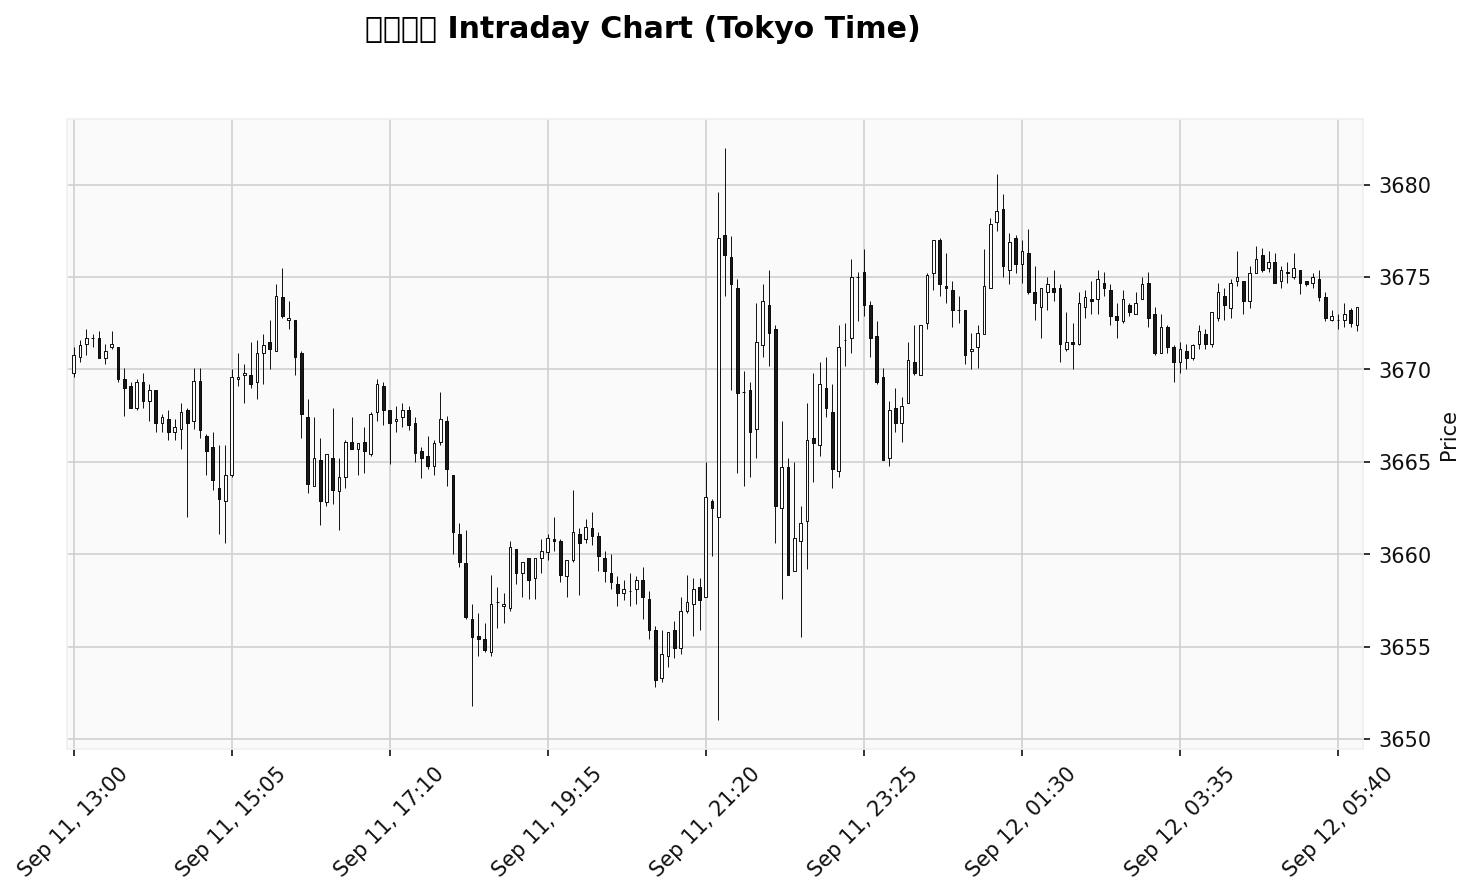 Intraday Chart (Tokyo Time)
3680
3675
3670
3665
3660
3655
3650
Price
Sep 11, 13:00
Sep 11, 15:05
Sep 11, 17:10
Sep 11, 19:15
Sep 11, 21:20
Sep 11, 23:25
Sep 12, 01:30
Sep 12, 03:35
Sep 12, 05:40